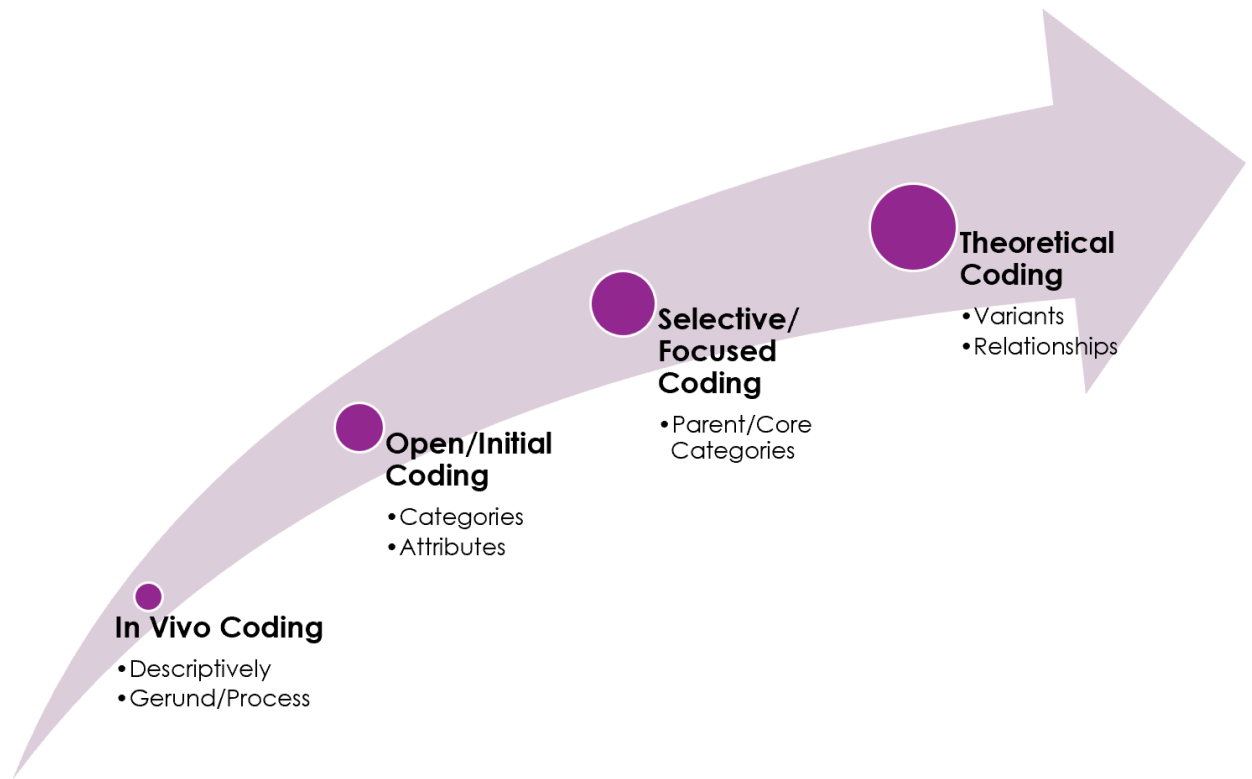 In Vivo Coding
•Descriptively
•Gerund/Process
Open/Initial
Coding
•Categories
•Attributes
Selective/
Focused
Coding
•Parent/Core
Categories
Theoretical
Coding
•Variants
•Relationships